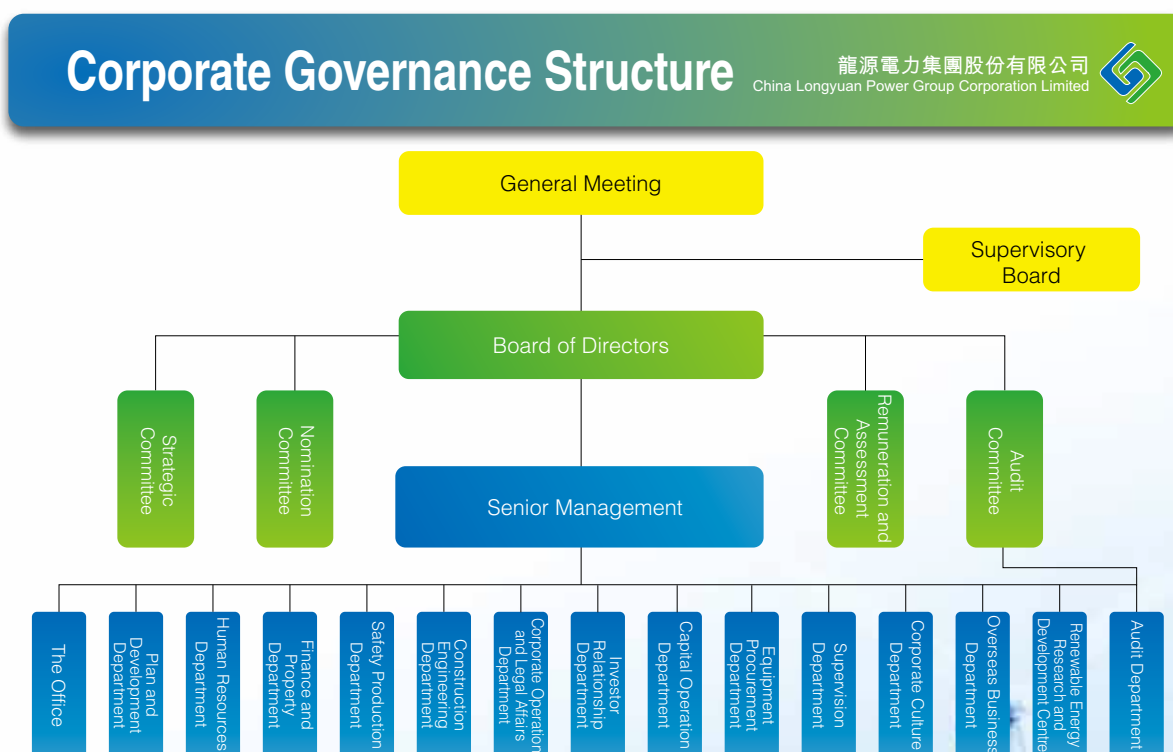 Corporate Governance Structure
龍源電力集團股份有限公司
China Longyuan Power Group Corporation Limited
General Meeting
Supervisory
Board
Board of Directors
Strategic
Committee
Nomination
Committee
Remuneration and
Assessment
Committee
Audit
Committee
Senior Management
The Office
Plan and
Development
Department
Human Resources
Department
Finance and
Property
Department
Safety Production
Department
Construction
Engineering
Department
Corporate Operation
and Legal Affairs
Department
Investor
Relationship
Department
Capital Operation
Department
Equipment
Procurement
Department
Supervision
Department
Corporate Culture
Department
Overseas Business
Department
Renewable Energy
Research and
Development Centre
Audit Department